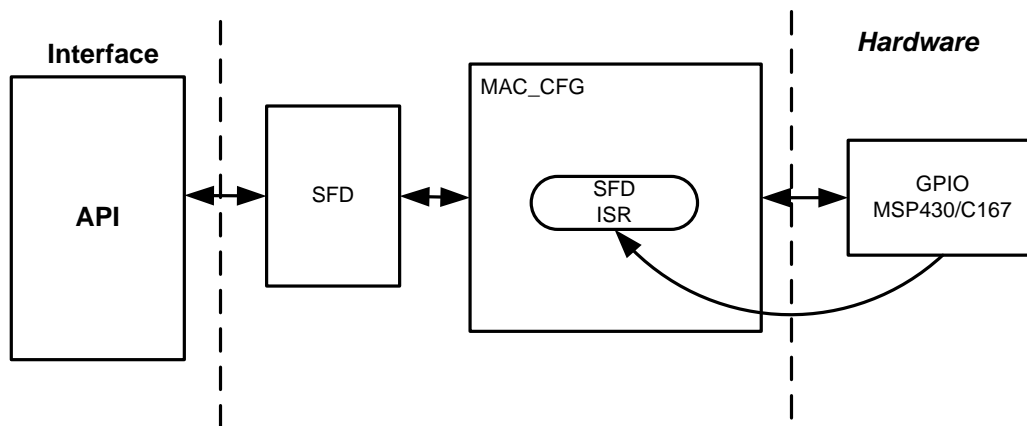 Interface
Hardware
MAC_CFG
API
SFD
SFD
ISR
GPIO
MSP430/C167